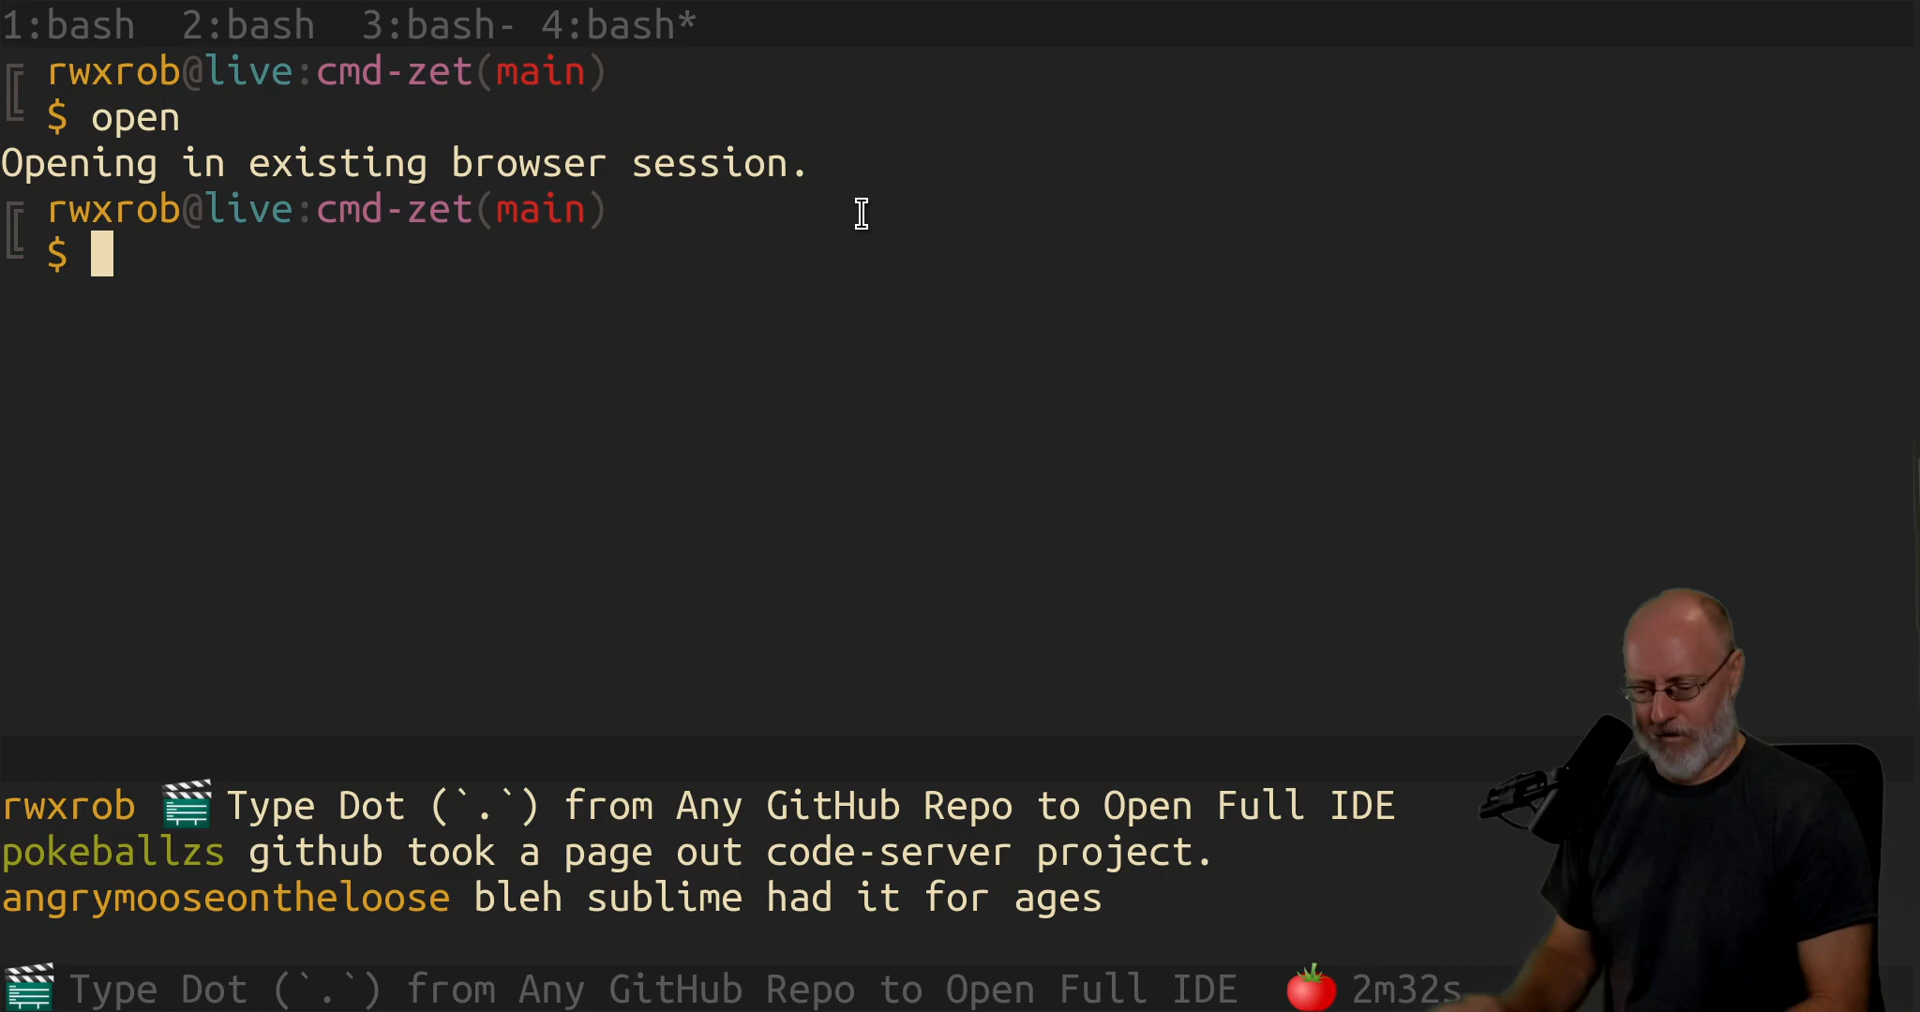 1:bash  2:bash  3:bash- 4:bash*
rwxrob@live:cmd-zet(main)
$ open
Opening in existing browser session.
rwxrob@live:cmd-zet(main)
$
rwxrob 🎬 Type Dot (`.`) from Any GitHub Repo to Open Full IDE
pokeballzs github took a page out code-server project.
angrymooseontheloose bleh sublime had it for ages
🎬 Type Dot (`.`) from Any GitHub Repo to Open Full IDE  🍅 2m32s